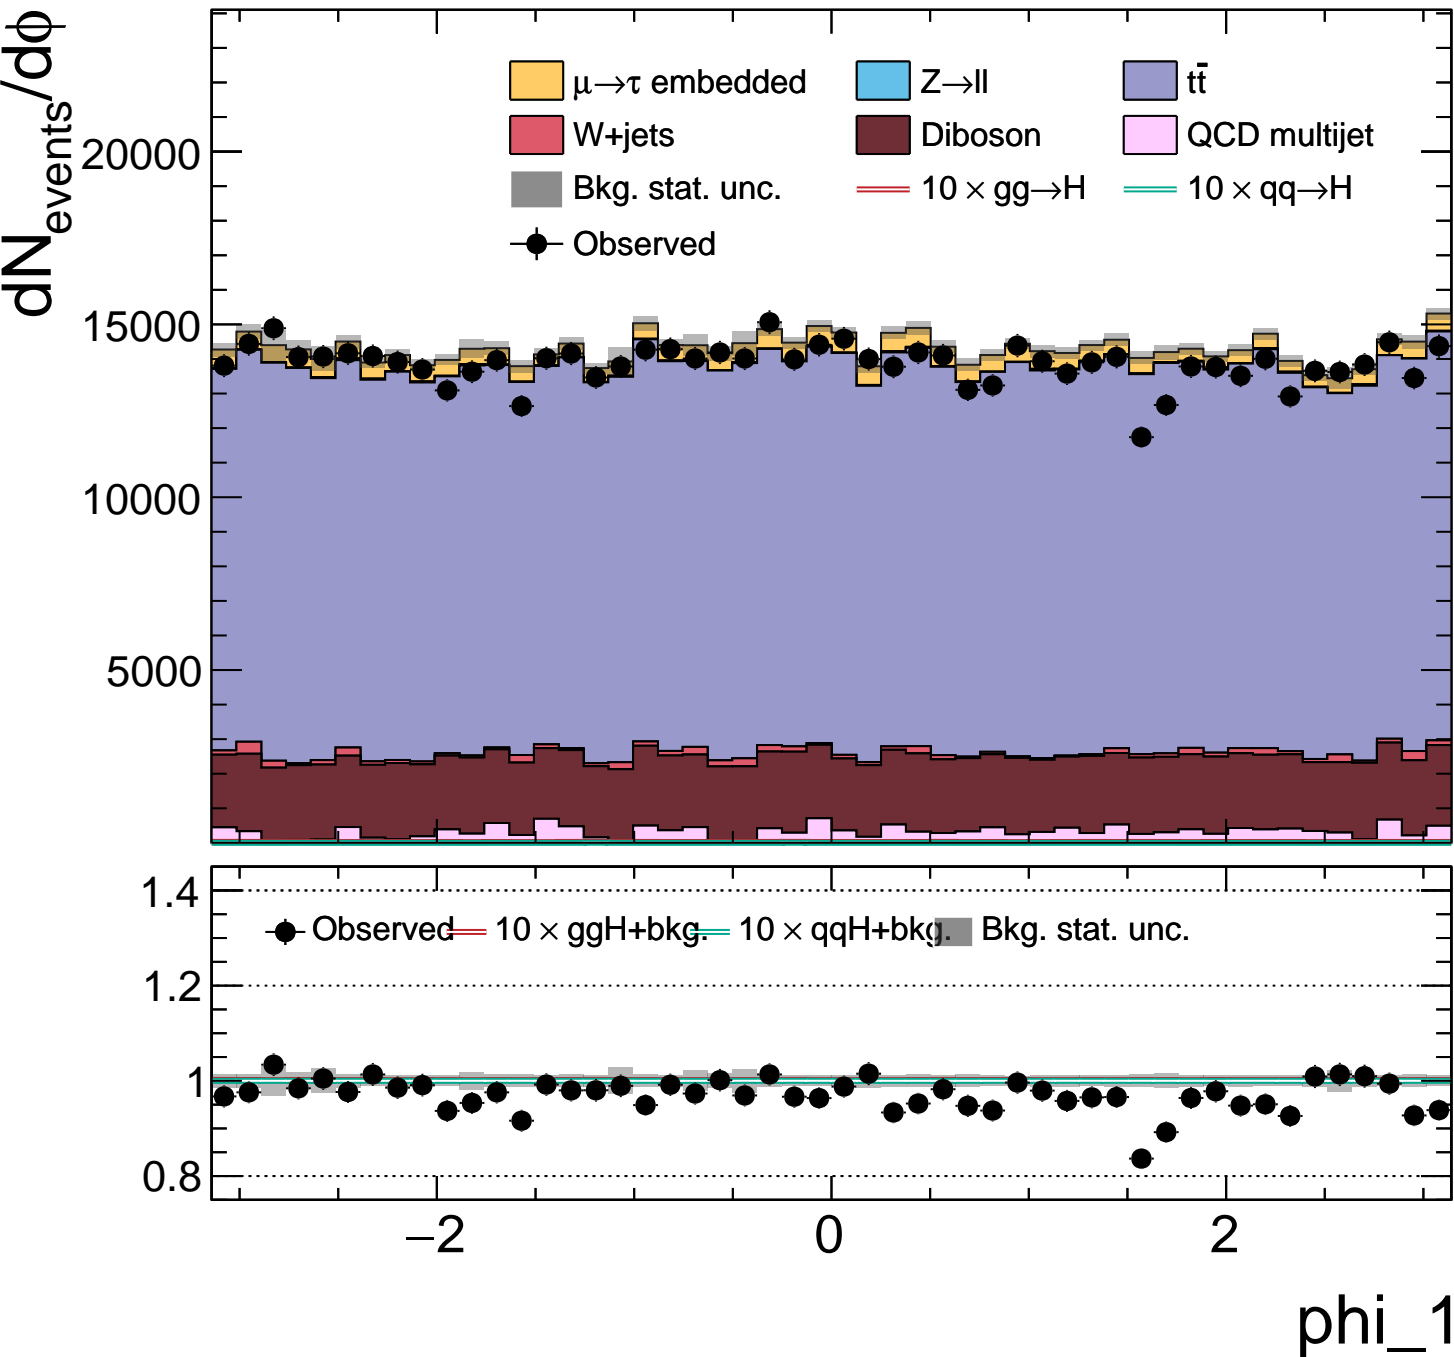 dN_events/dϕ
μ→τ embedded Z→ll tt̄
W+jets Diboson QCD multijet
Bkg. stat. unc. 10 × gg→H 10 × qq→H
Observed
20000
15000
10000
5000
1.4
Observed 10 × ggH+bkg. 10 × qqH+bkg. Bkg. stat. unc.
1.2
1
0.8
−2 0 2
phi_1